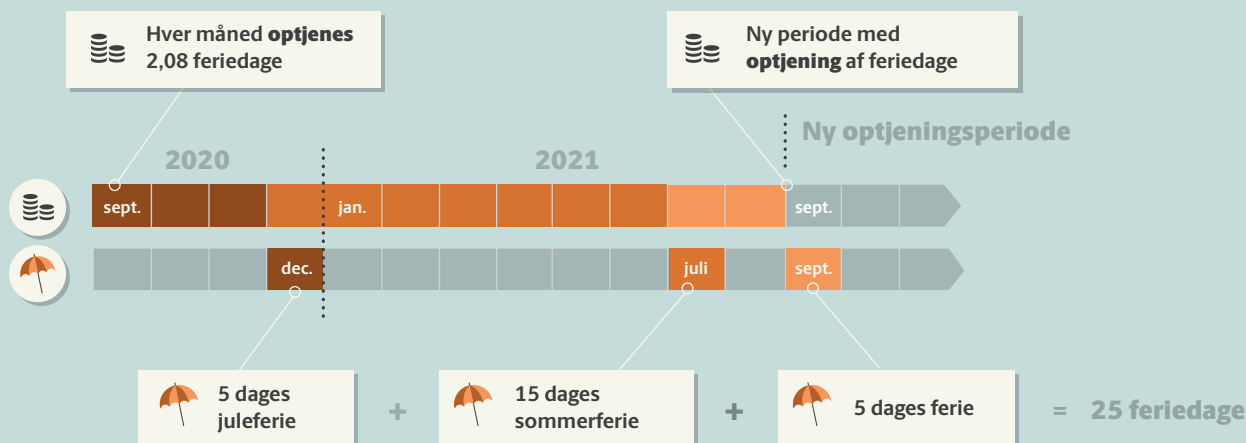 Hver måned optjenes
2,08 feriedage
Ny periode med
optjening af feriedage
Ny optjeningsperiode
2020
2021
sept.
jan.
sept.
dec.
juli
sept.
5 dages
juleferie
+
15 dages
sommerferie
+
5 dages ferie
= 25 feriedage